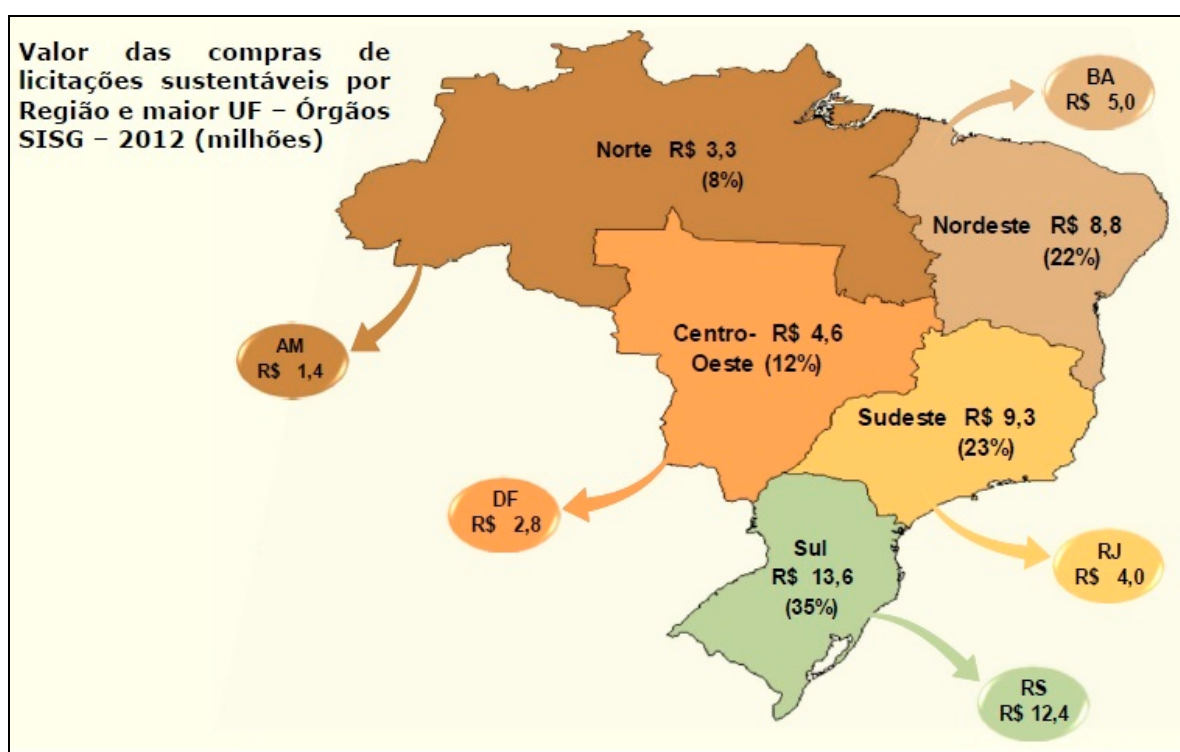 Valor das compras de
licitações sustentáveis por
Região e maior UF – Órgãos
SISG – 2012 (milhões)
BA
R$ 5,0
Norte R$ 3,3
(8%)
Nordeste R$ 8,8
(22%)
AM
R$ 1,4
Centro- R$ 4,6
Oeste (12%)
Sudeste R$ 9,3
(23%)
DF
R$ 2,8
RJ
R$ 4,0
Sul
R$ 13,6
(35%)
RS
R$ 12,4